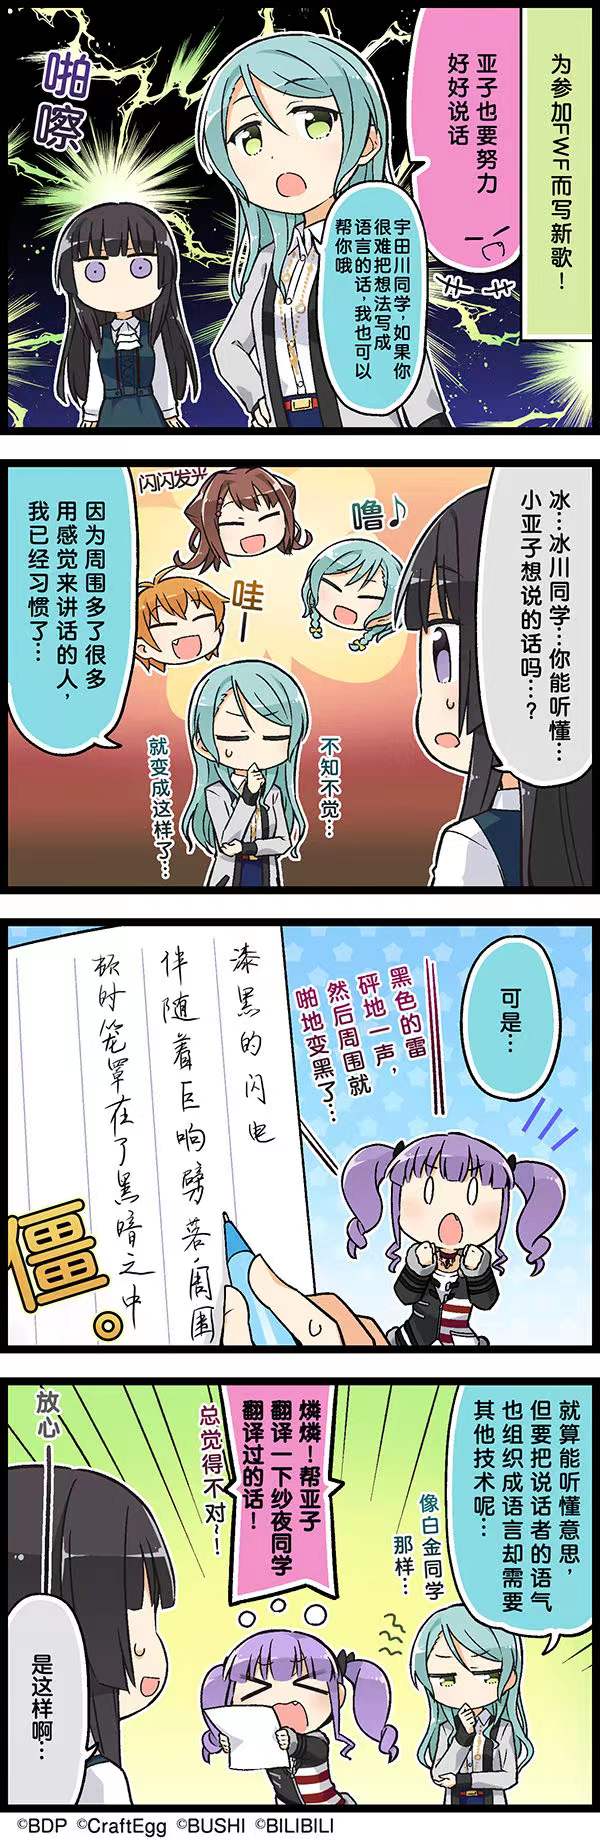 为参加FWF而写新歌！
亚子也要努力
好好说话
宇田川同学，如果你
很难把想法写成
语言的话，我也可以
帮你哦
啪嚓
冰…冰川同学…你能听懂…
小亚子想说的话吗…？
噜♪
闪闪发光
哇—
因为周围多了很多
用感觉来讲话的人，
我已经习惯了…
不知不觉…
就变成这样了…
可是…
黑色的雷
砰地一声，
然后周围就
啪地变黑了…
漆黑的闪电
伴随着巨响劈落，周围
顿时笼罩在了黑暗之中
僵。
就算能听懂意思，
但要把说话者的语气
也组织成语言却需要
其他技术呢…
像白金同学
那样…
燐燐！帮亚子
翻译一下纱夜同学
翻译过的话！
总觉得不对~！
放心
是这样啊…
©BDP ©CraftEgg ©BUSHI ©BILIBILI